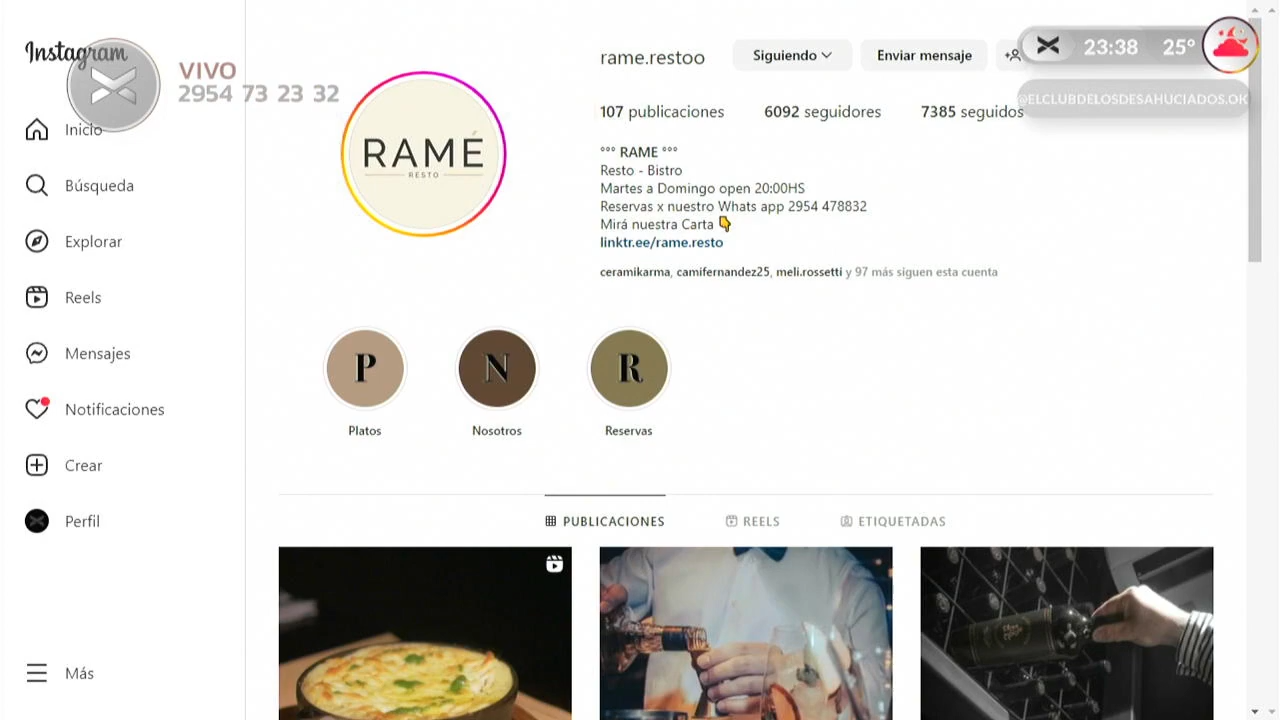 Instagram
VIVO
2954 73 23 32
Inicio
Búsqueda
Explorar
Reels
Mensajes
Notificaciones
Crear
Perfil
Más
RAMÉ
RESTO
rame.restoo
Siguiendo
Enviar mensaje
23:38
25°
@ELCLUBDELOSDESAHUCIADOS.OK
107 publicaciones
6092 seguidores
7385 seguidos
°°° RAME °°°
Resto - Bistro
Martes a Domingo open 20:00HS
Reservas x nuestro Whats app 2954 478832
Mirá nuestra Carta 👇
linktr.ee/rame.resto
ceramikarma, camifernandez25, meli.rossetti y 97 más siguen esta cuenta
P
N
R
Platos
Nosotros
Reservas
PUBLICACIONES
REELS
ETIQUETADAS